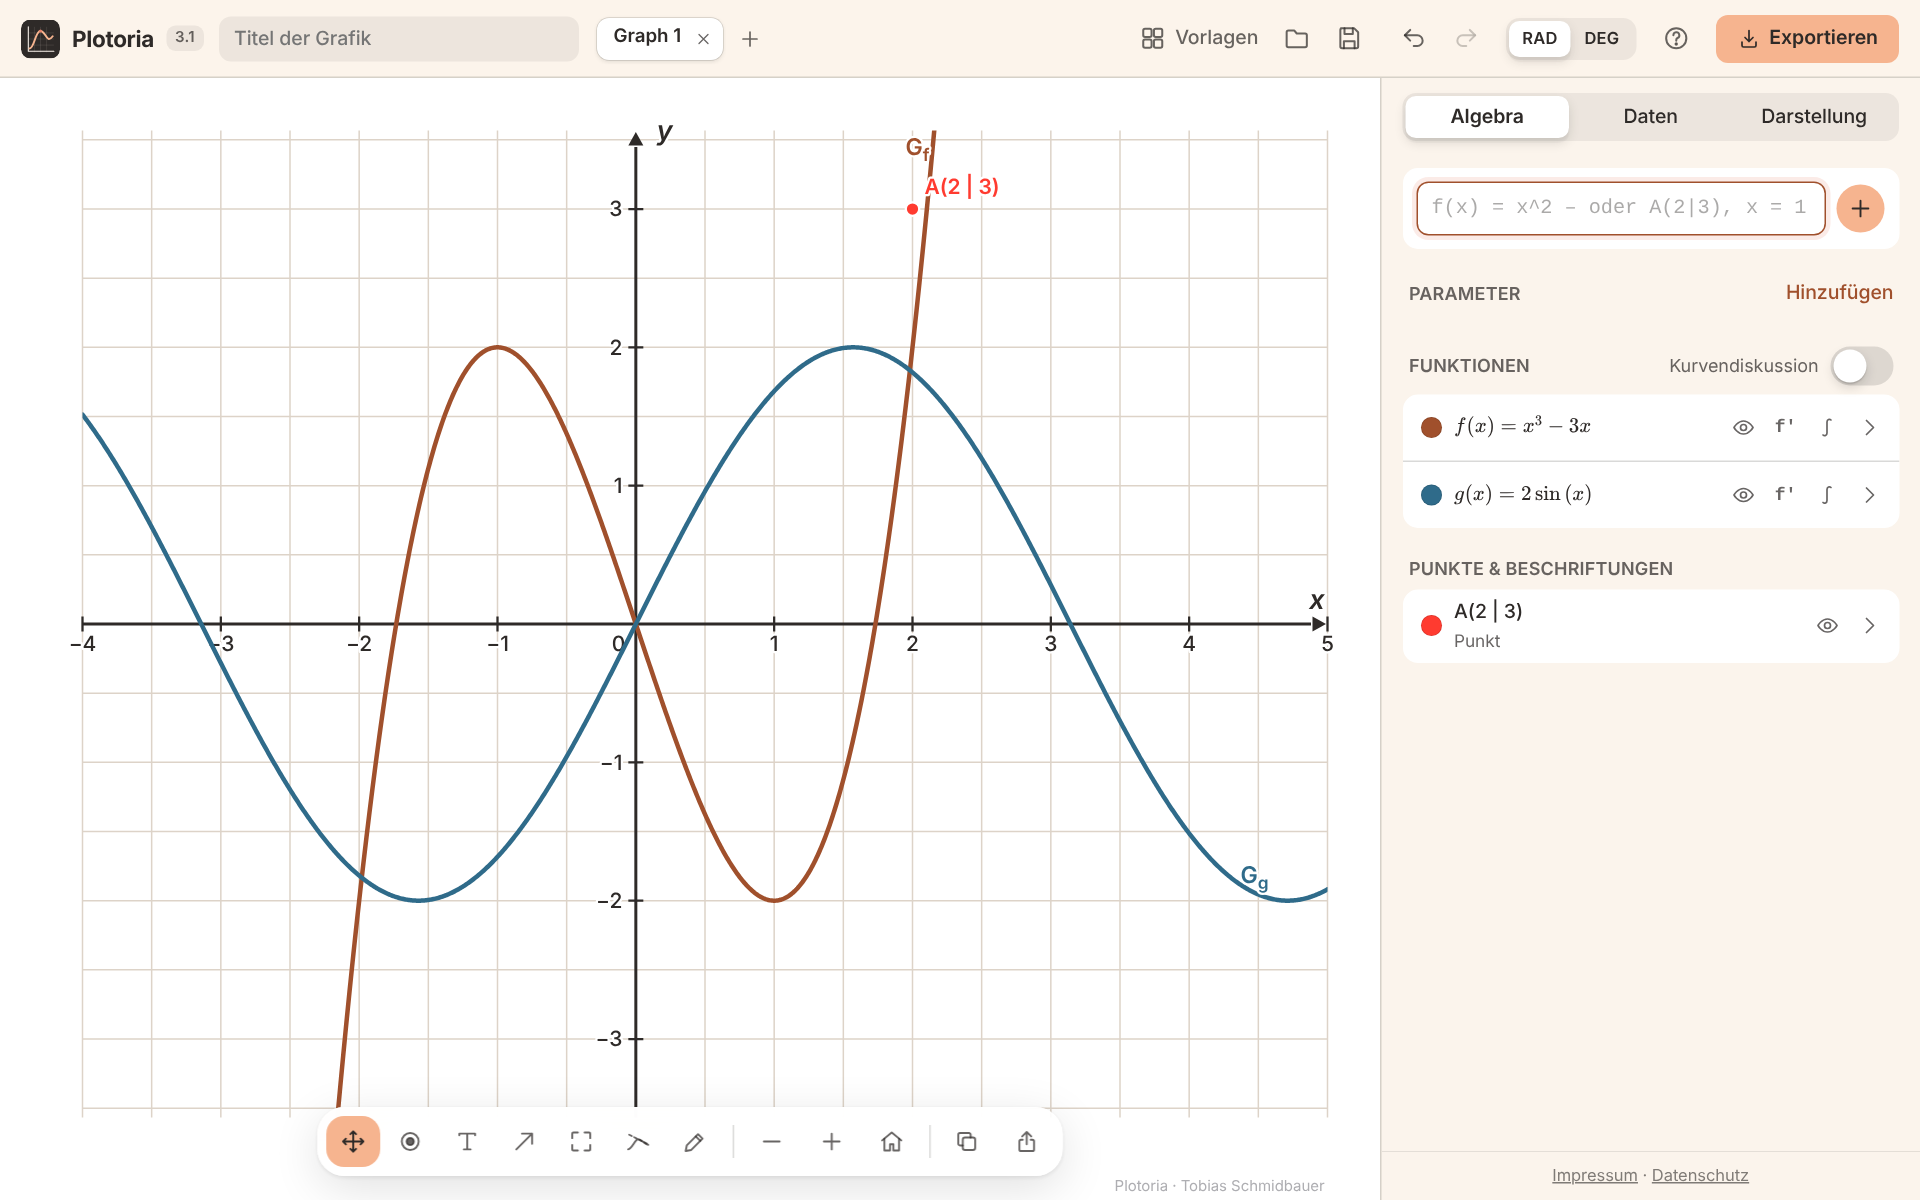 Plotoria 3.1 Titel der Grafik Graph 1 Vorlagen RAD DEG Exportieren
Algebra Daten Darstellung
f(x) = x^2 – oder A(2|3), x = 1
PARAMETER Hinzufügen
FUNKTIONEN Kurvendiskussion
f(x) = x³ − 3x f' ∫
g(x) = 2 sin (x) f' ∫
PUNKTE & BESCHRIFTUNGEN
A(2 | 3)
Punkt
Impressum · Datenschutz
y
G_f
A(2 | 3)
3
2
1
x
−4 −3 −2 −1 0 1 2 3 4 5
−1
G_g
−2
−3
T
Plotoria · Tobias Schmidbauer